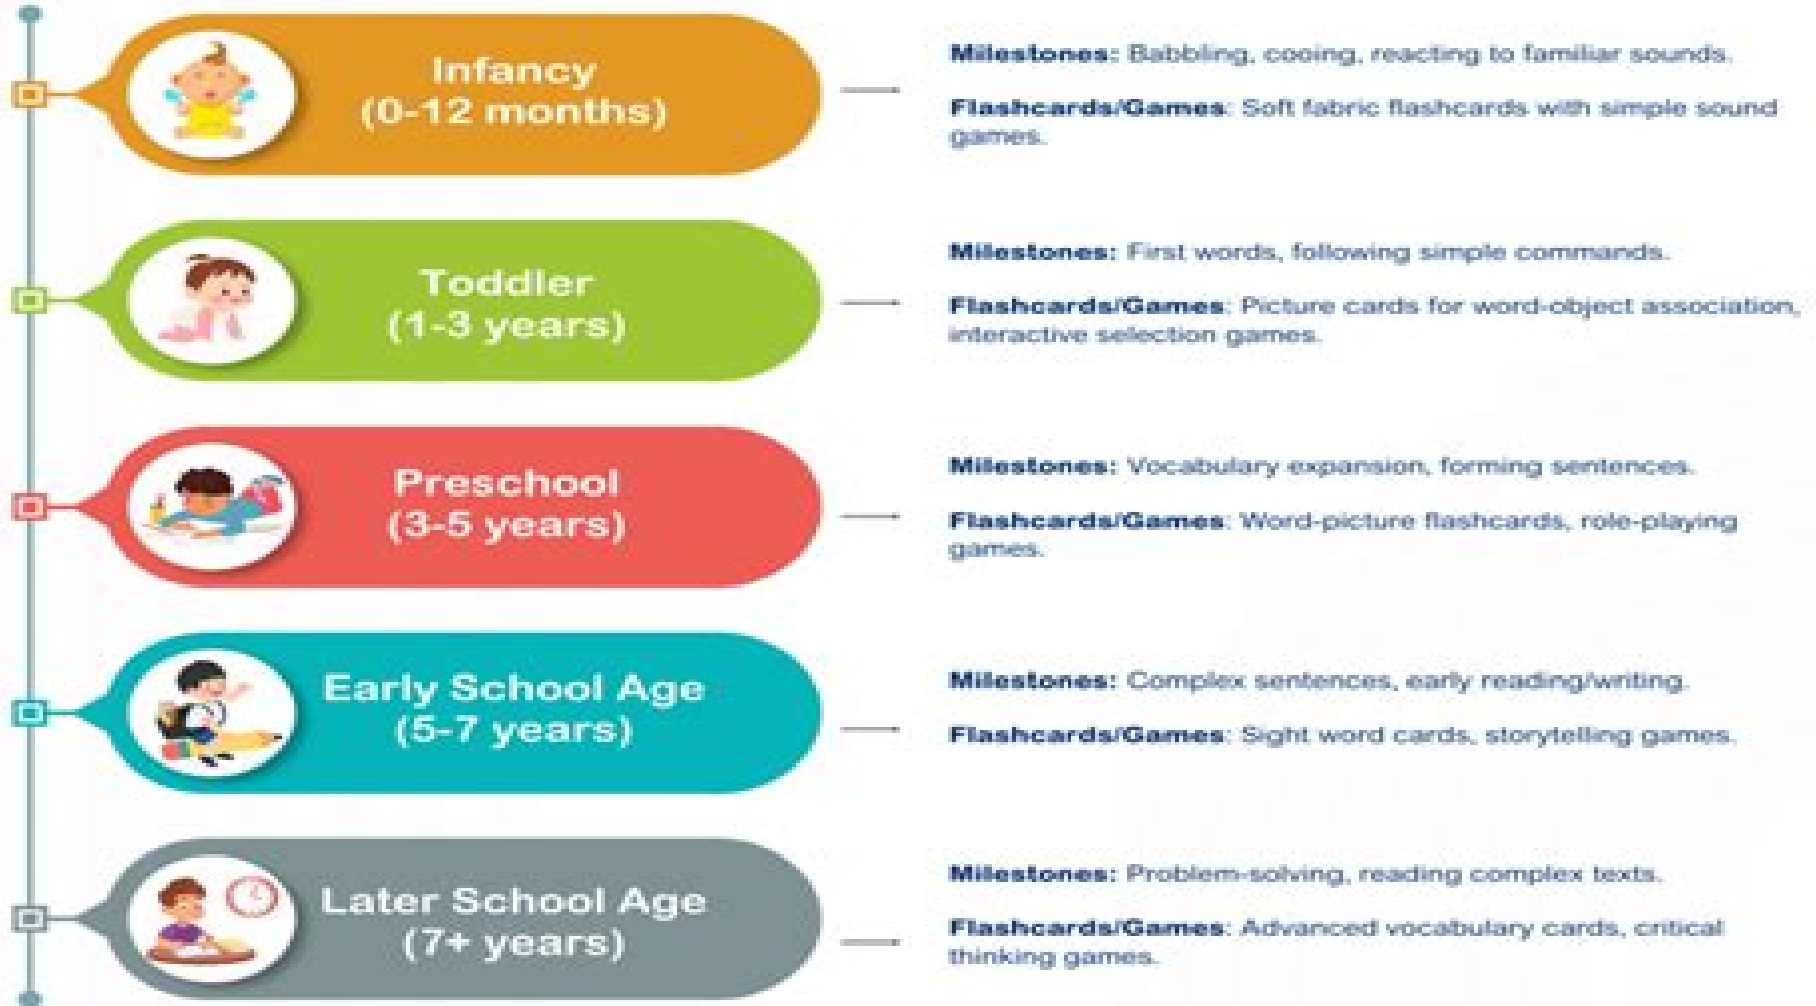 Infancy
(0-12 months)
Milestones: Babbling, cooing, reacting to familiar sounds.
Flashcards/Games: Soft fabric flashcards with simple sound
games.
Toddler
(1-3 years)
Milestones: First words, following simple commands.
Flashcards/Games: Picture cards for word-object association,
interactive selection games.
Preschool
(3-5 years)
Milestones: Vocabulary expansion, forming sentences.
Flashcards/Games: Word-picture flashcards, role-playing
games.
Early School Age
(5-7 years)
Milestones: Complex sentences, early reading/writing.
Flashcards/Games: Sight word cards, storytelling games.
Later School Age
(7+ years)
Milestones: Problem-solving, reading complex texts.
Flashcards/Games: Advanced vocabulary cards, critical
thinking games.